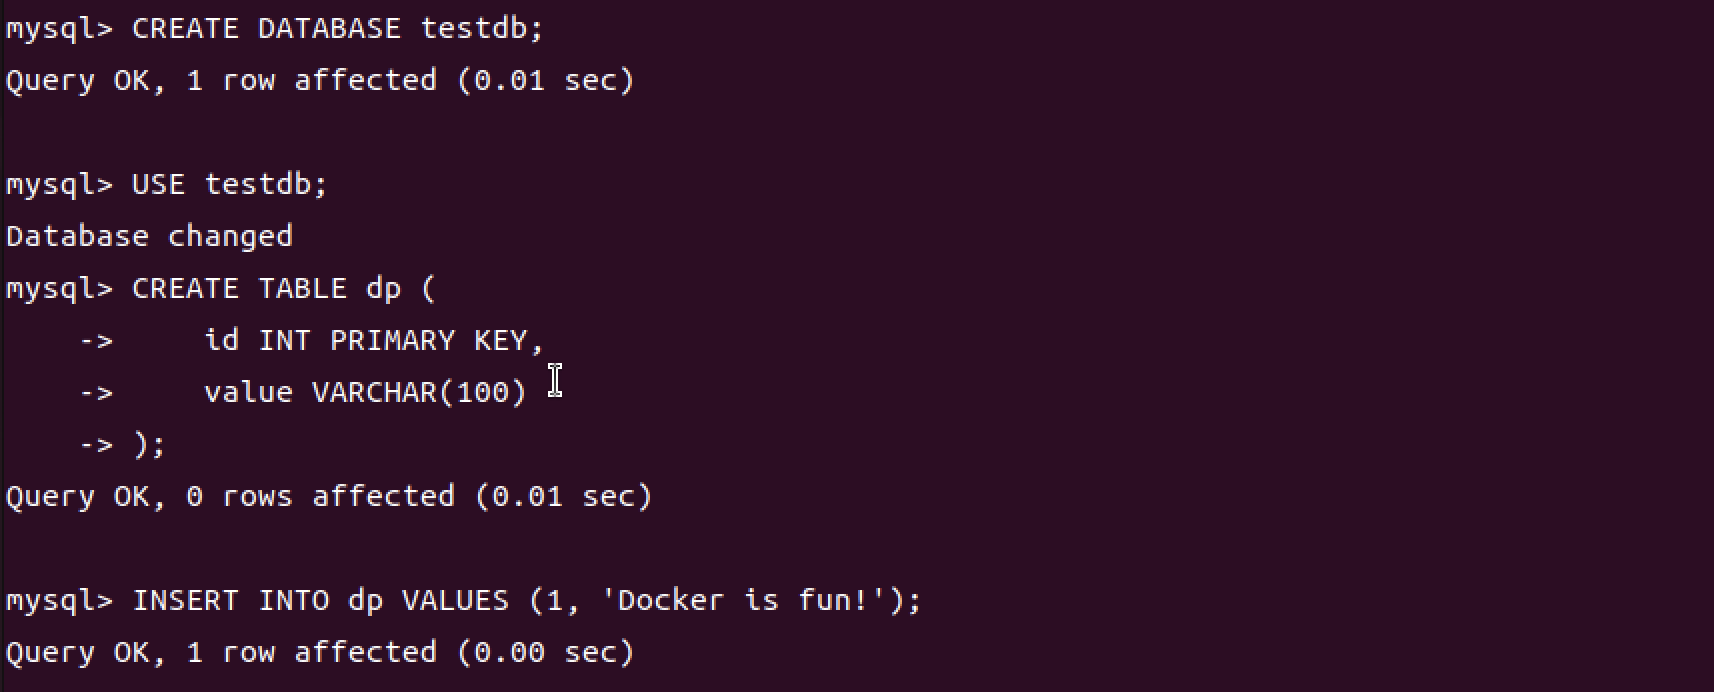 mysql> CREATE DATABASE testdb;
Query OK, 1 row affected (0.01 sec)
mysql> USE testdb;
Database changed
mysql> CREATE TABLE dp (
    ->     id INT PRIMARY KEY,
    ->     value VARCHAR(100)
    -> );
Query OK, 0 rows affected (0.01 sec)
mysql> INSERT INTO dp VALUES (1, 'Docker is fun!');
Query OK, 1 row affected (0.00 sec)